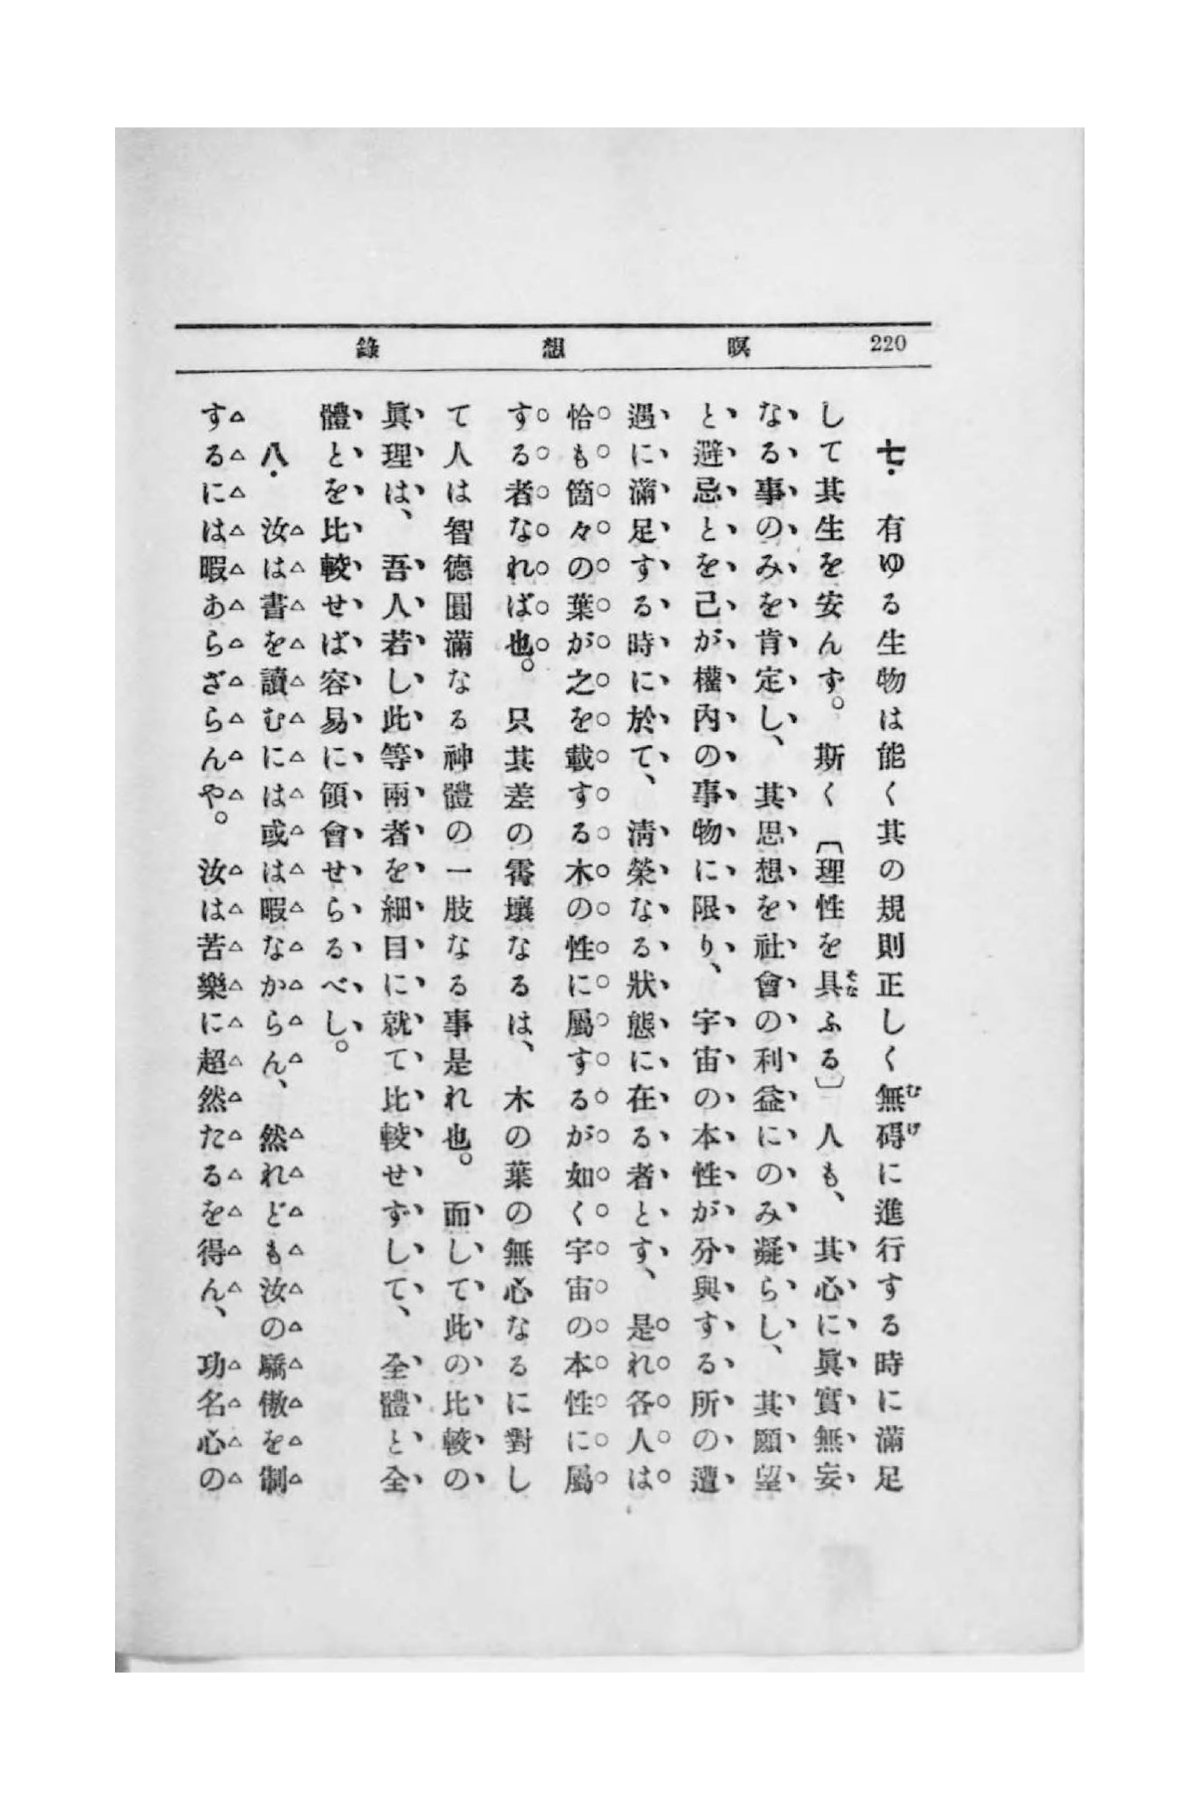 220 瞑想錄
七. 有ゆる生物は能く其の規則正しく無碍に進行する時に滿足
して其生を安んず。斯く〔理性を具ふる〕人も、其心に眞實無妄
なる事のみを肯定し、其思想を社會の利益にのみ凝らし、其願望
と避忌とを己が權內の事物に限り、宇宙の本性が分與する所の遭
遇に滿足する時に於て、淸榮なる狀態に在る者とす、是れ各人は
恰も箇々の葉が之を載する木の性に屬するが如く宇宙の本性に屬
する者なれば也。只其差の霄壤なるは、木の葉の無心なるに對し
て人は智德圓滿なる神體の一肢なる事是れ也。而して此の比較の
眞理は、吾人若し此等兩者を細目に就て比較せずして、全體と全
體とを比較せば容易に領會せらるべし。
八. 汝は書を讀むには或は暇なからん、然れども汝の驕傲を制
するには暇あらざらんや。汝は苦樂に超然たるを得ん、功名心の